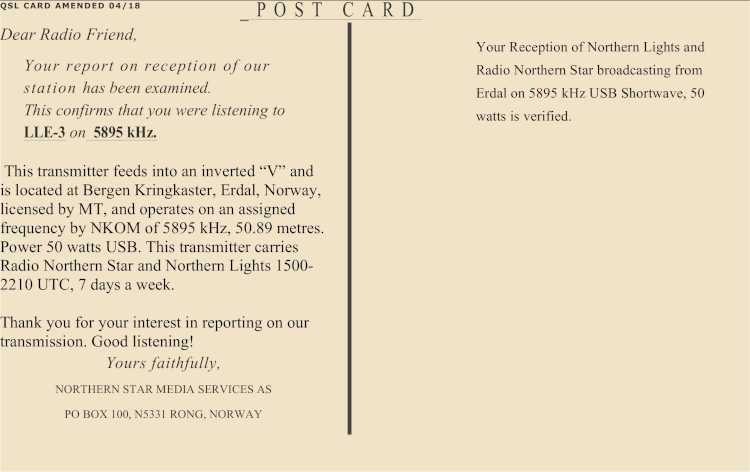 QSL CARD AMENDED 04/18
_ POST CARD
Dear Radio Friend,
Your report on reception of our
station has been examined.
This confirms that you were listening to
LLE-3 on 5895 kHz.
This transmitter feeds into an inverted “V” and
is located at Bergen Kringkaster, Erdal, Norway,
licensed by MT, and operates on an assigned
frequency by NKOM of 5895 kHz, 50.89 metres.
Power 50 watts USB. This transmitter carries
Radio Northern Star and Northern Lights 1500-
2210 UTC, 7 days a week.
Thank you for your interest in reporting on our
transmission. Good listening!
Yours faithfully,
NORTHERN STAR MEDIA SERVICES AS
PO BOX 100, N5331 RONG, NORWAY
Your Reception of Northern Lights and
Radio Northern Star broadcasting from
Erdal on 5895 kHz USB Shortwave, 50
watts is verified.